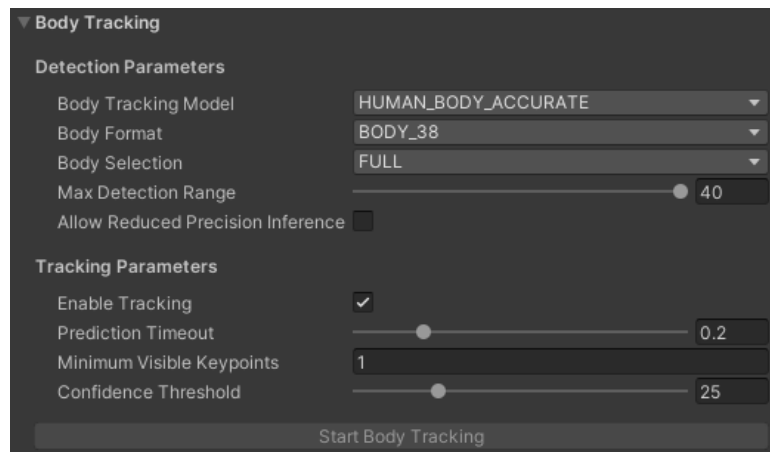 Body Tracking
Detection Parameters
Body Tracking Model HUMAN_BODY_ACCURATE
Body Format BODY_38
Body Selection FULL
Max Detection Range 40
Allow Reduced Precision Inference
Tracking Parameters
Enable Tracking
Prediction Timeout 0.2
Minimum Visible Keypoints 1
Confidence Threshold 25
Start Body Tracking